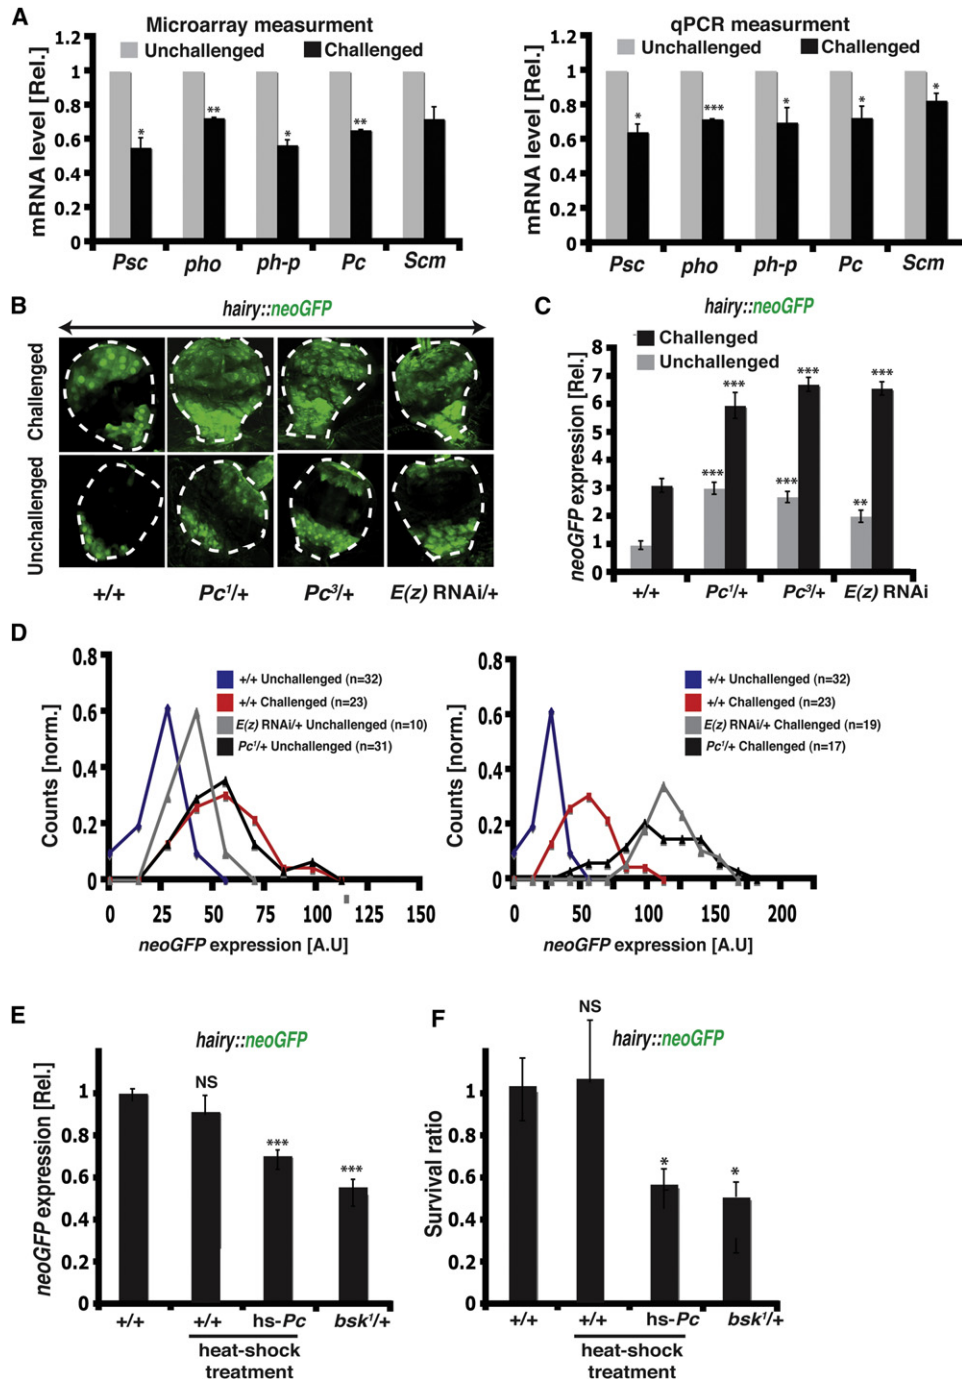 A
Microarray measurment
Unchallenged
Challenged
mRNA level [Rel.]
1.2
1
0.8
0.6
0.4
0.2
0
*
**
*
**
Psc
pho
ph-p
Pc
Scm
qPCR measurment
Unchallenged
Challenged
mRNA level [Rel.]
1.2
1
0.8
0.6
0.4
0.2
0
*
***
*
*
*
Psc
pho
ph-p
Pc
Scm
B
hairy::neoGFP
Challenged
Unchallenged
+/+
Pc¹/+
Pc³/+
E(z) RNAi/+
C
hairy::neoGFP
Challenged
Unchallenged
neoGFP expression [Rel.]
8
7
6
5
4
3
2
1
0
***
***
***
***
***
**
+/+
Pc¹/+
Pc³/+
E(z) RNAi
D
+/+ Unchallenged (n=32)
+/+ Challenged (n=23)
E(z) RNAi/+ Unchallenged (n=10)
Pc¹/+ Unchallenged (n=31)
Counts [norm.]
0.8
0.6
0.4
0.2
0
0 25 50 75 100 125 150
neoGFP expression [A.U]
+/+ Unchallenged (n=32)
+/+ Challenged (n=23)
E(z) RNAi/+ Challenged (n=19)
Pc¹/+ Challenged (n=17)
Counts [norm.]
0.8
0.6
0.4
0.2
0
0 25 50 75 100 125 150 175 200
neoGFP expression [A.U]
E
hairy::neoGFP
neoGFP expression [Rel.]
1
0.8
0.6
0.4
0.2
0
NS
***
***
+/+
+/+
hs-Pc
bsk¹/+
heat-shock
treatment
F
hairy::neoGFP
Survival ratio
1
0.8
0.6
0.4
0.2
0
NS
*
*
+/+
+/+
hs-Pc
bsk¹/+
heat-shock
treatment